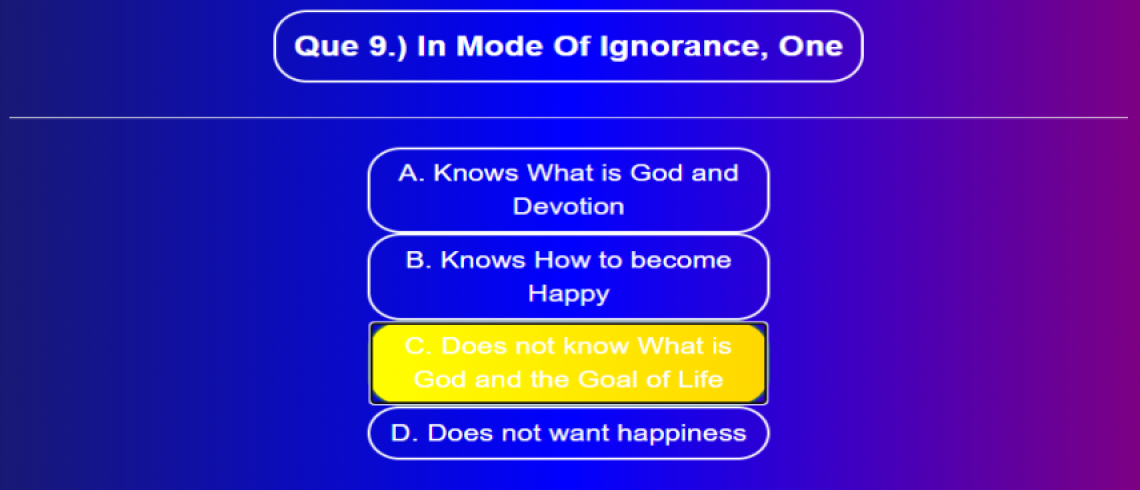 Que 9.) In Mode Of Ignorance, One
A. Knows What is God and
Devotion
B. Knows How to become
Happy
C. Does not know What is
God and the Goal of Life
D. Does not want happiness